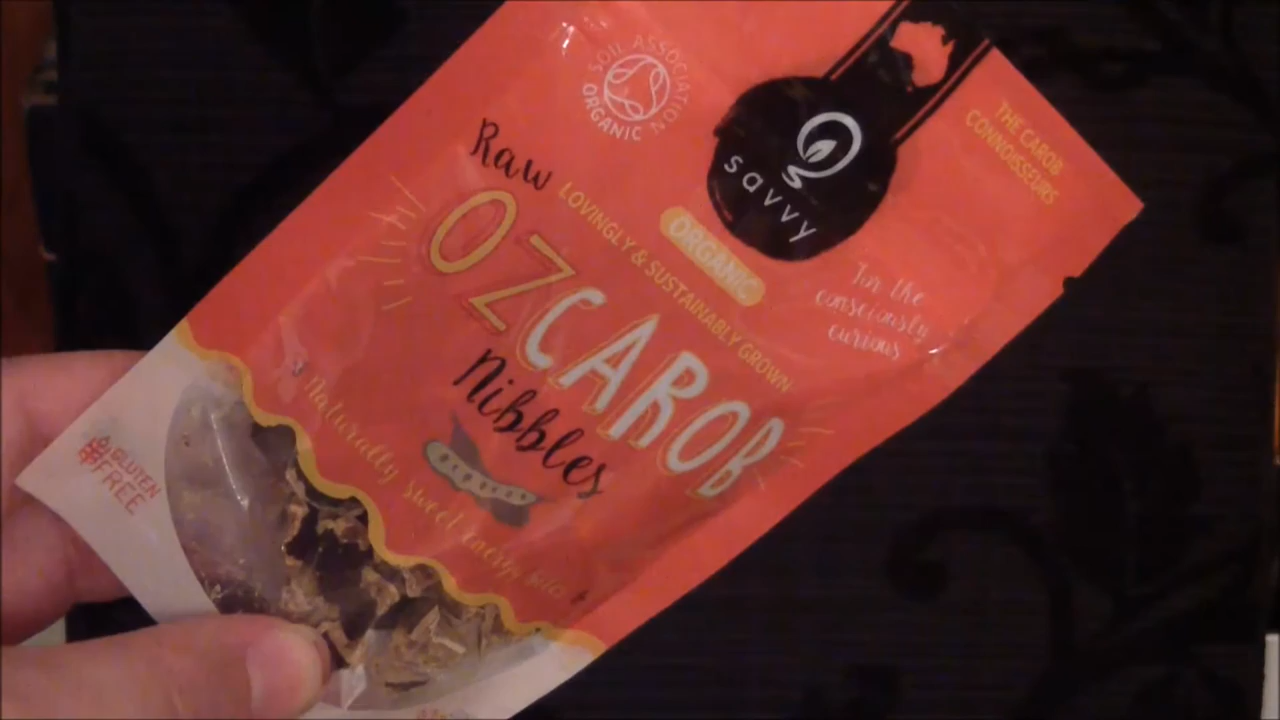 SOIL ASSOCIATION
ORGANIC
savvy
THE CAROB
CONNOISSEURS
Raw
LOVINGLY & SUSTAINABLY GROWN
ORGANIC
For the
consciously
curious
OZCAROB
Nibbles
Naturally sweet energy
GLUTEN
FREE